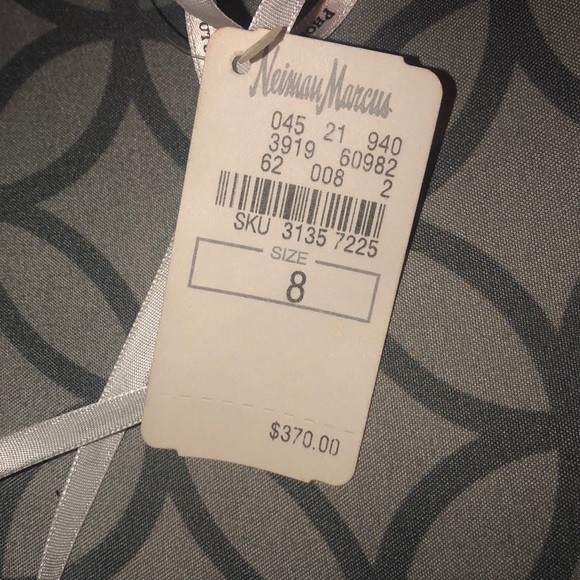 Neiman Marcus
045 21 940
3919 60982
62 008 2
SKU 3135 7225
SIZE
8
$370.00